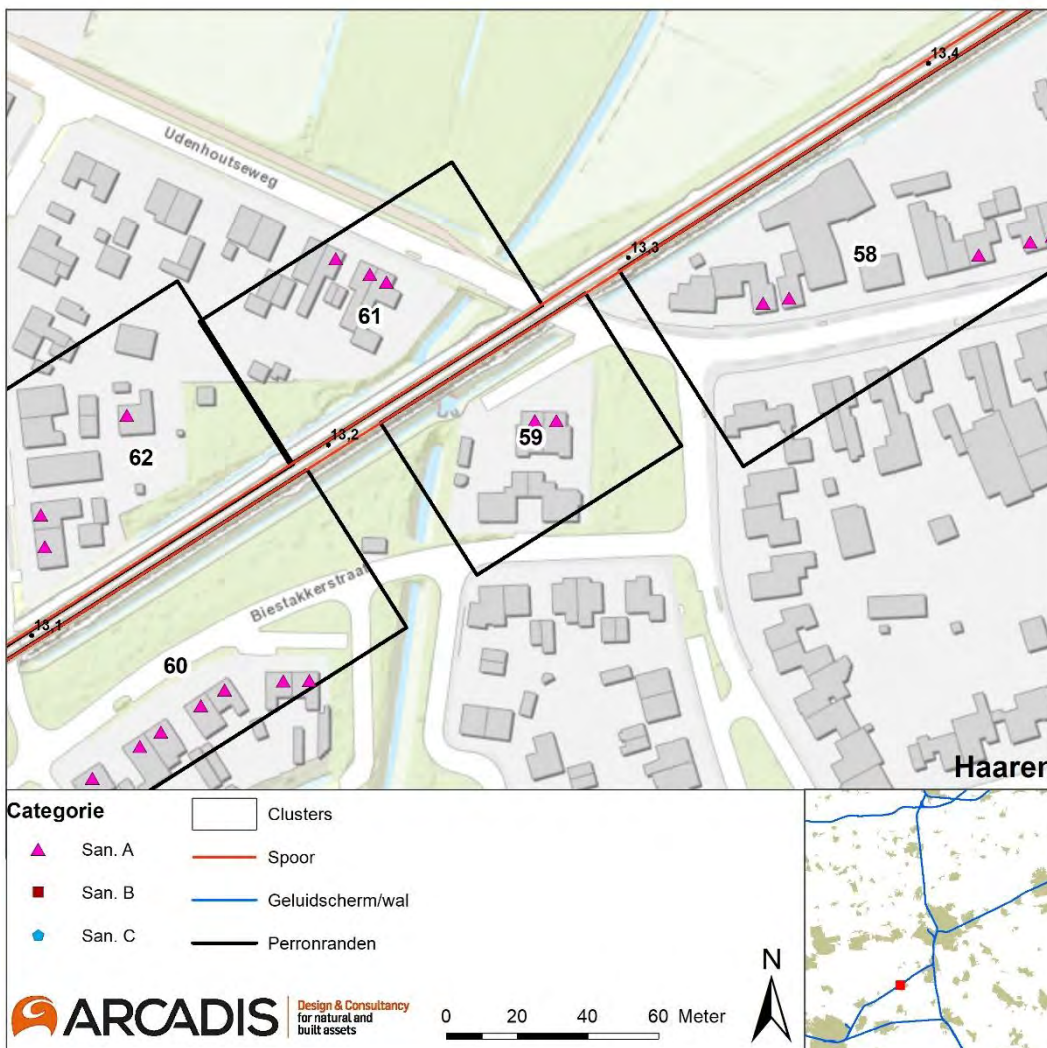 13,4
Udenhoutseweg
13,3
58
61
59
13,2
62
Biestakkerstraat
13,1
60
Haaren
Categorie
San. A
San. B
San. C
Clusters
Spoor
Geluidscherm/wal
Perronranden
N
ARCADIS
Design & Consultancy
for natural and
built assets
0 20 40 60 Meter